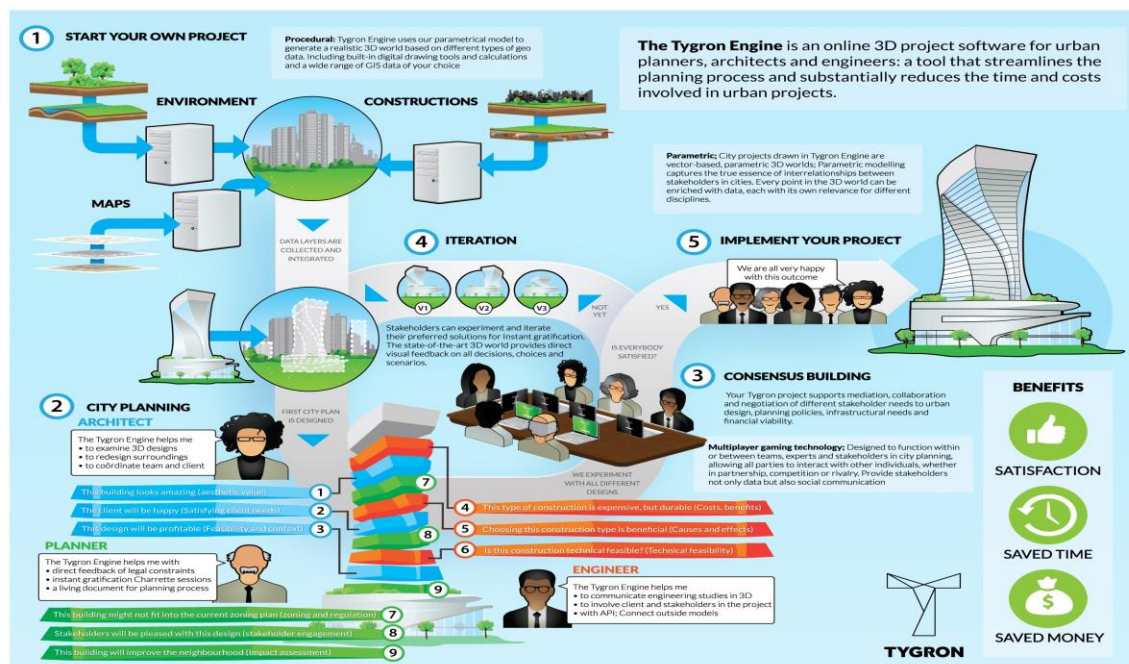 1 START YOUR OWN PROJECT
Procedural: Tygron Engine uses our parametrical model to
generate a realistic 3D world based on different types of geo
data. Including built-in digital drawing tools and calculations
and a wide range of GIS data of your choice
The Tygron Engine is an online 3D project software for urban
planners, architects and engineers: a tool that streamlines the
planning process and substantially reduces the time and costs
involved in urban projects.
ENVIRONMENT
CONSTRUCTIONS
MAPS
Parametric; City projects drawn in Tygron Engine are
vector-based, parametric 3D worlds; Parametric modelling
captures the true essence of interrelationships between
stakeholders in cities. Every point in the 3D world can be
enriched with data, each with its own relevance for different
disciplines.
DATA LAYERS ARE
COLLECTED AND
INTEGRATED
4 ITERATION
V1
V2
V3
Stakeholders can experiment and iterate
their preferred solutions for Instant gratification.
The state-of-the-art 3D world provides direct
visual feedback on all decisions, choices and
scenarios.
NOT
YET
YES
IS EVERYBODY
SATISFIED?
5 IMPLEMENT YOUR PROJECT
We are all very happy
with this outcome
2 CITY PLANNING
FIRST CITY PLAN
IS DESIGNED
ARCHITECT
The Tygron Engine helps me
• to examine 3D designs
• to redesign surroundings
• to coördinate team and client
This building looks amazing (aesthetic value) 1
The client will be happy (Satisfying client needs) 2
This design will be profitable (Feasibility and context) 3
7
8
9
3 CONSENSUS BUILDING
Your Tygron project supports mediation, collaboration
and negotiation of different stakeholder needs to urban
design, planning policies, infrastructural needs and
financial viability.
Multiplayer gaming technology; Designed to function within
or between teams, experts and stakeholders in city planning,
allowing all parties to interact with other individuals, whether
in partnership, competition or rivalry. Provide stakeholders
not only data but also social communication
WE EXPERIMENT
WITH ALL DIFFERENT
DESIGNS
4 This type of construction is expensive, but durable (Costs, benefits)
5 Choosing this construction type is beneficial (Causes and effects)
6 Is this construction technical feasible? (Technical feasibility)
PLANNER
The Tygron Engine helps me with
• direct feedback of legal constraints
• instant gratification Charrette sessions
• a living document for planning process
This building might not fit into the current zoning plan (zoning and regulation) 7
Stakeholders will be pleased with this design (stakeholder engagement) 8
This building will improve the neighbourhood (Impact assessment) 9
ENGINEER
The Tygron Engine helps me
• to communicate engineering studies in 3D
• to involve client and stakeholders in the project
• with API; Connect outside models
TYGRON
BENEFITS
SATISFACTION
SAVED TIME
$
SAVED MONEY